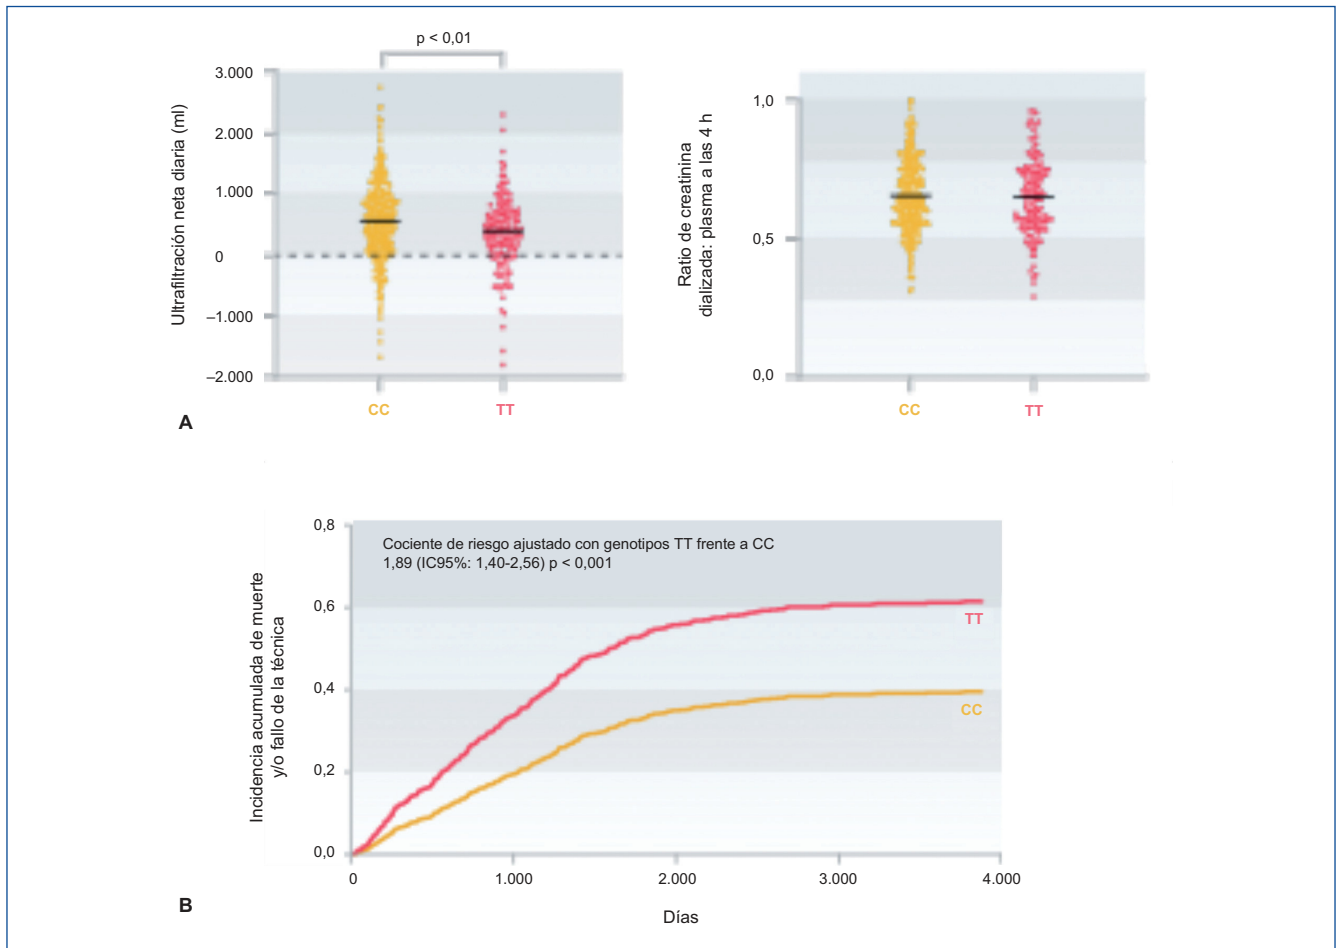 p < 0,01
Ultrafiltración neta diaria (ml)
3.000
2.000
1.000
0
–1.000
–2.000
CC
TT
Ratio de creatinina
dializada: plasma a las 4 h
1,0
0,5
0,0
CC
TT
A
Incidencia acumulada de muerte
y/o fallo de la técnica
0,8
0,6
0,4
0,2
0,0
Cociente de riesgo ajustado con genotipos TT frente a CC
1,89 (IC95%: 1,40-2,56) p < 0,001
TT
CC
0
1.000
2.000
3.000
4.000
Días
B